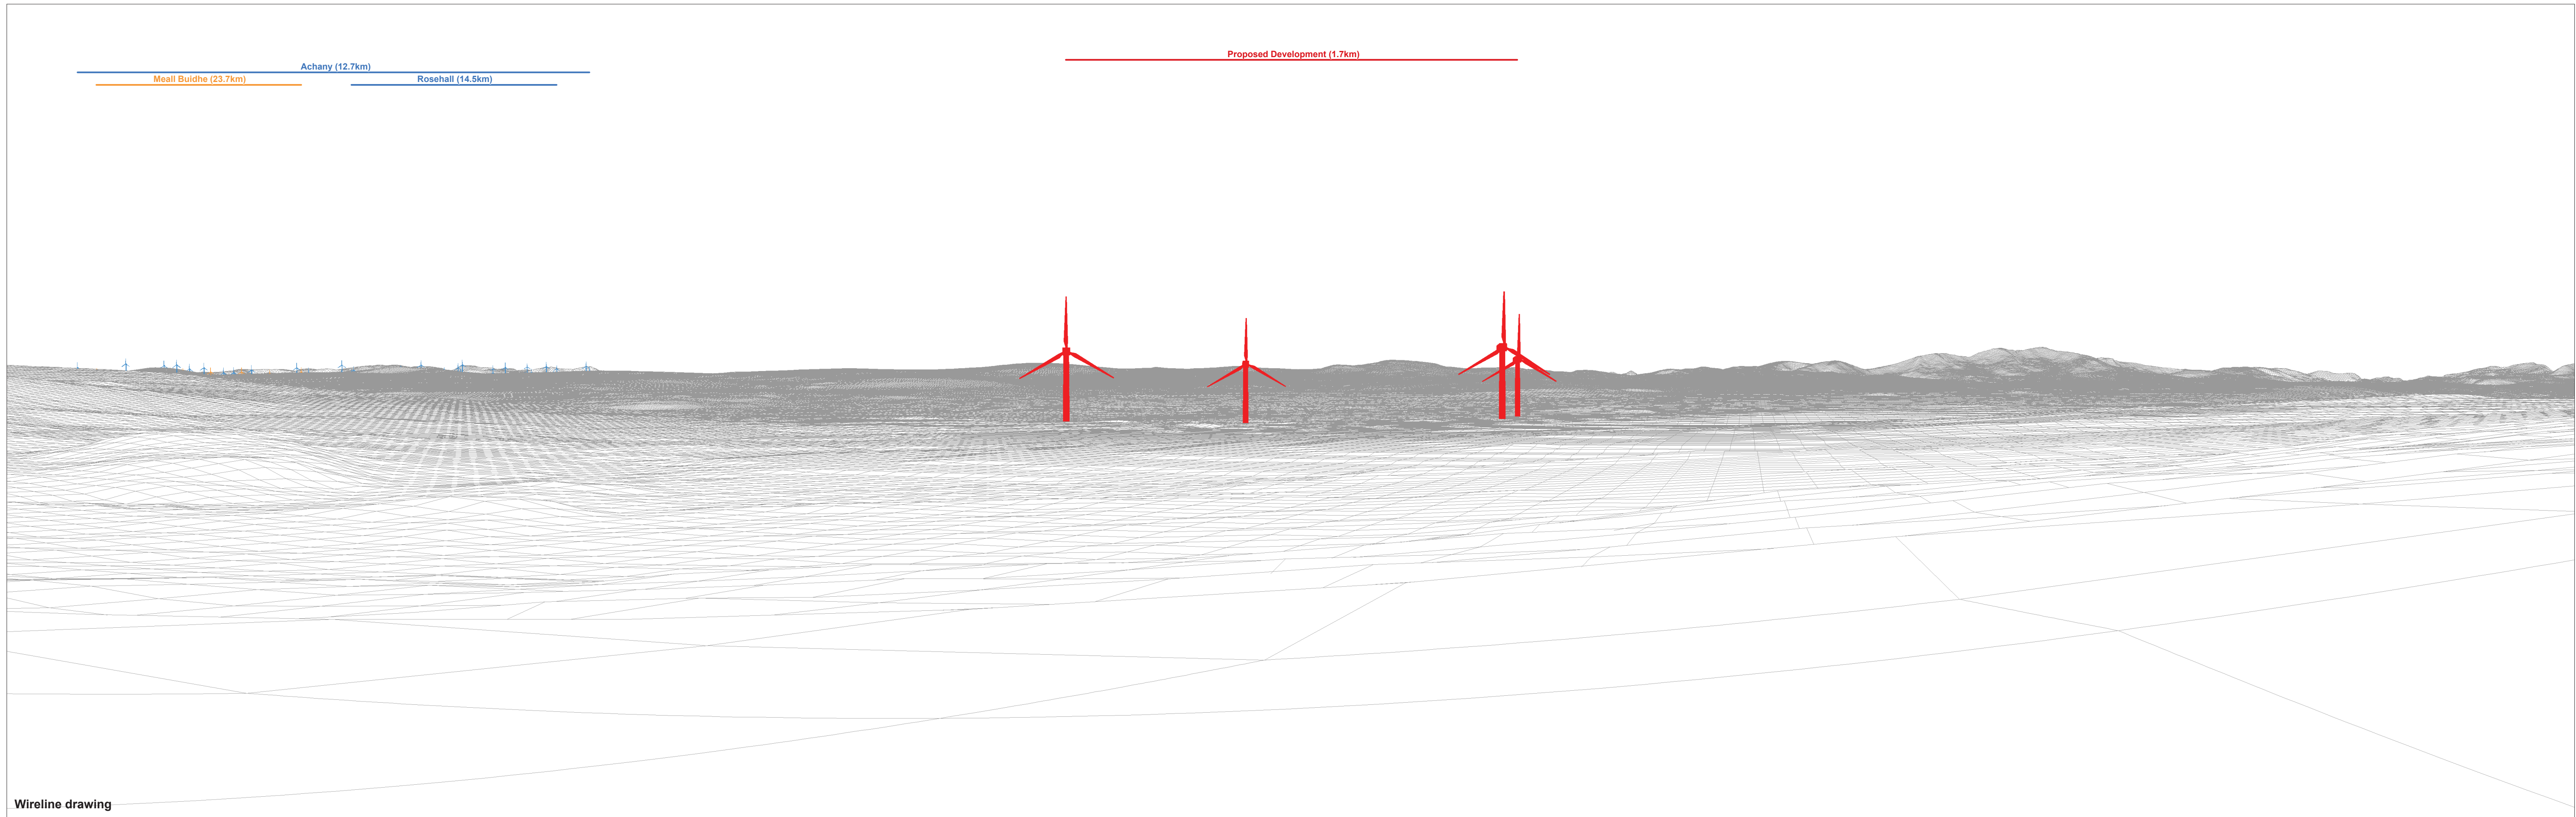 Proposed Development (1.7km)
Achany (12.7km)
Meall Buidhe (23.7km)
Rosehall (14.5km)
Wireline drawing